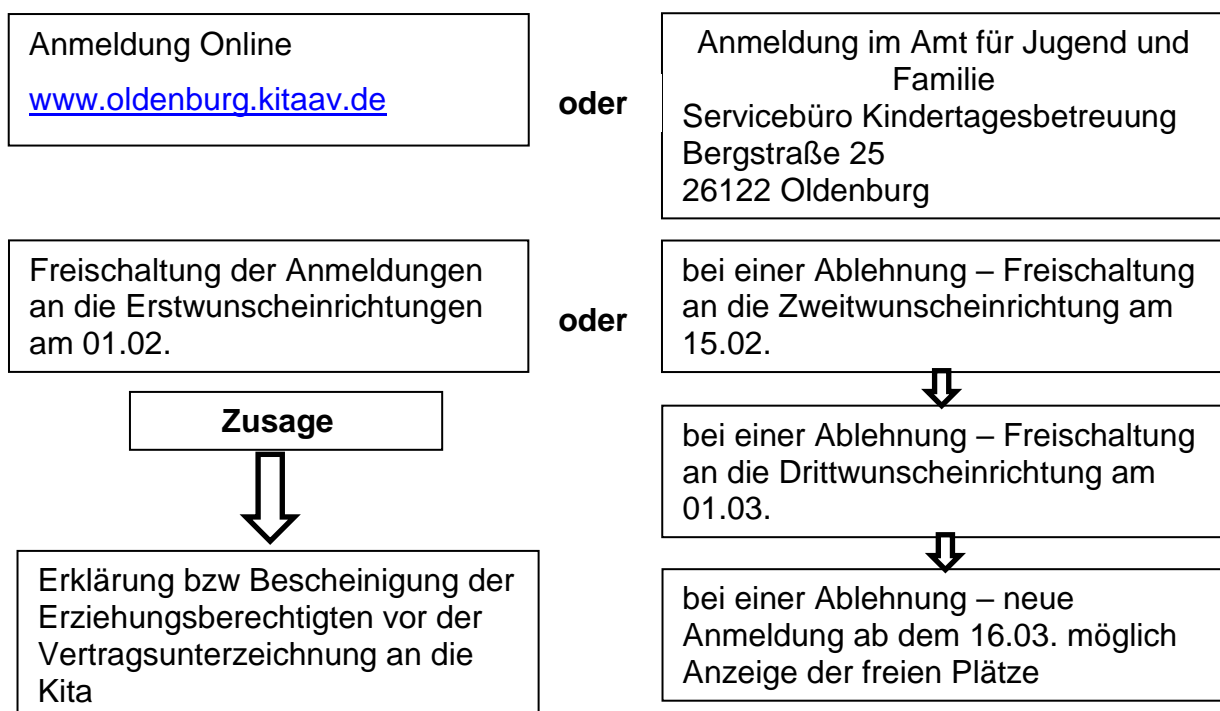 Anmeldung Online
www.oldenburg.kitaav.de
oder
Anmeldung im Amt für Jugend und
Familie
Servicebüro Kindertagesbetreuung
Bergstraße 25
26122 Oldenburg
Freischaltung der Anmeldungen
an die Erstwunscheinrichtungen
am 01.02.
oder
bei einer Ablehnung – Freischaltung
an die Zweitwunscheinrichtung am
15.02.
Zusage
bei einer Ablehnung – Freischaltung
an die Drittwunscheinrichtung am
01.03.
Erklärung bzw Bescheinigung der
Erziehungsberechtigten vor der
Vertragsunterzeichnung an die
Kita
bei einer Ablehnung – neue
Anmeldung ab dem 16.03. möglich
Anzeige der freien Plätze